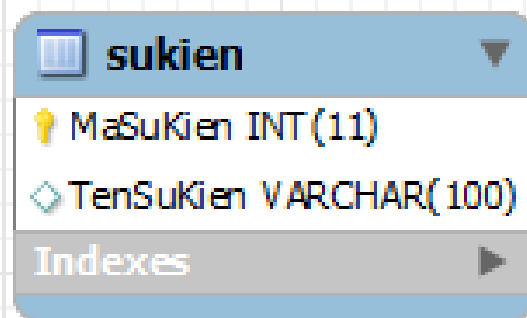 sukien
MaSuKien INT(11)
TenSuKien VARCHAR(100)
Indexes